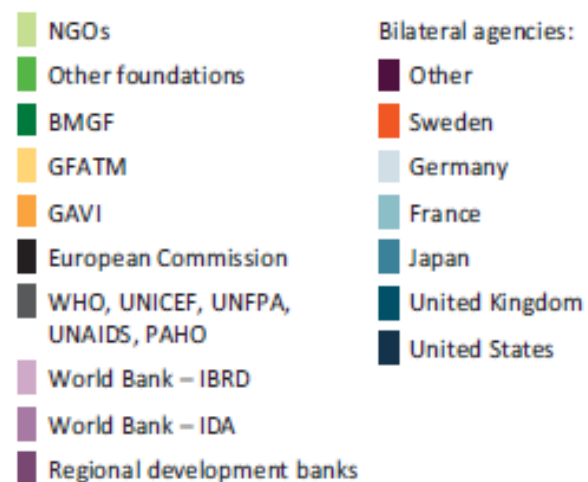 NGOs
Other foundations
BMGF
GFATM
GAVI
European Commission
WHO, UNICEF, UNFPA,
UNAIDS, PAHO
World Bank – IBRD
World Bank – IDA
Regional development banks
Bilateral agencies:
Other
Sweden
Germany
France
Japan
United Kingdom
United States